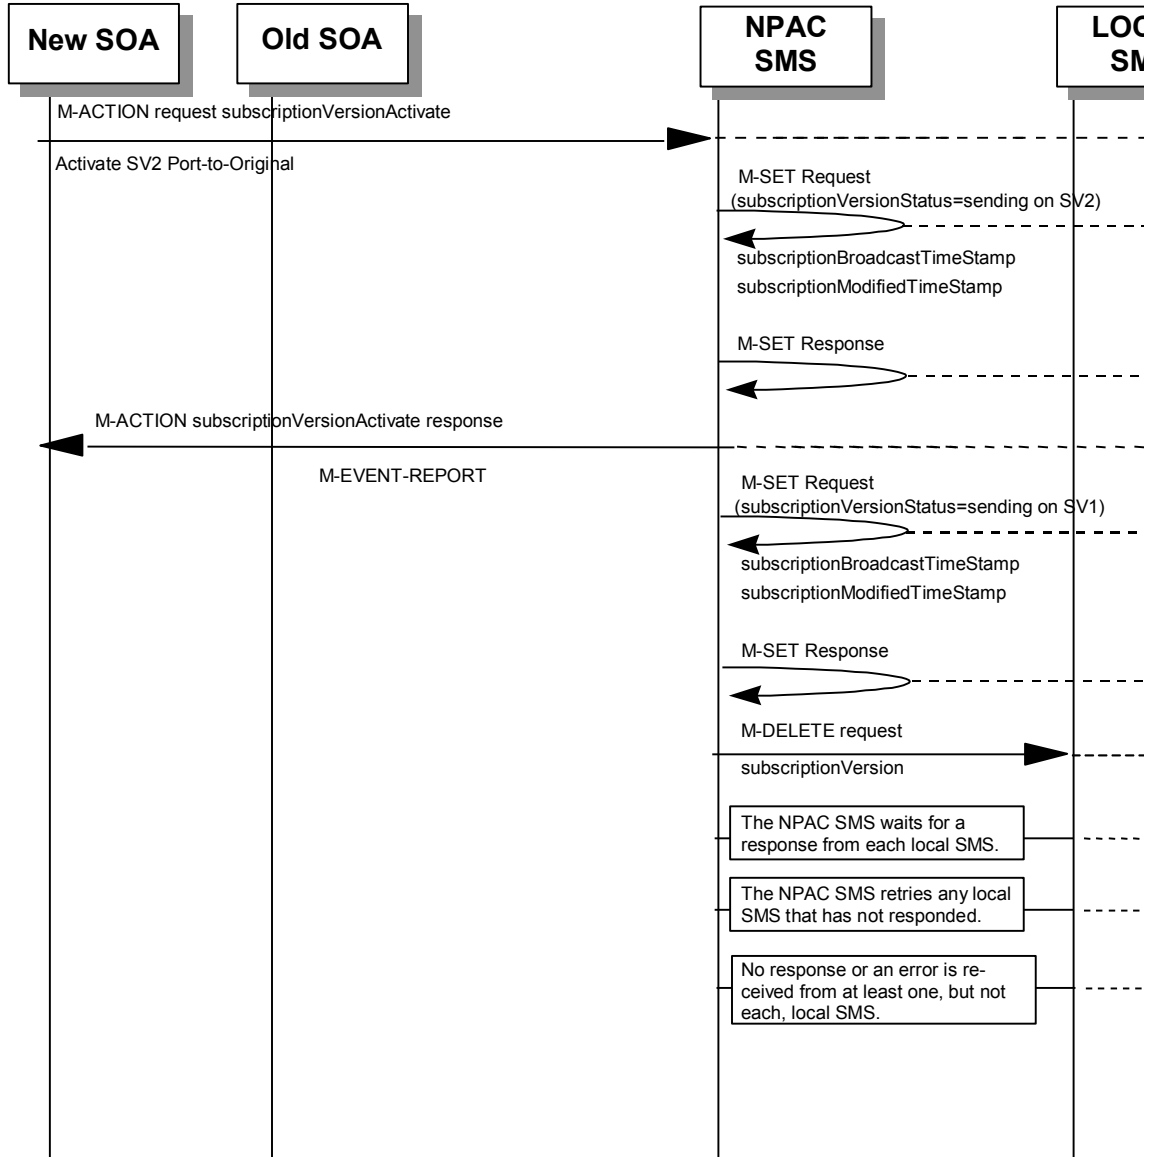 New SOA
Old SOA
NPAC
SMS
M-ACTION request subscriptionVersionActivate
Activate SV2 Port-to-Original
M-SET Request
(subscriptionVersionStatus=sending on SV2)
subscriptionBroadcastTimeStamp
subscriptionModifiedTimeStamp
M-SET Response
M-ACTION subscriptionVersionActivate response
M-EVENT-REPORT
M-SET Request
(subscriptionVersionStatus=sending on SV1)
subscriptionBroadcastTimeStamp
subscriptionModifiedTimeStamp
M-SET Response
M-DELETE request
subscriptionVersion
The NPAC SMS waits for a
response from each local SMS.
The NPAC SMS retries any local
SMS that has not responded.
No response or an error is re-
ceived from at least one, but not
each, local SMS.